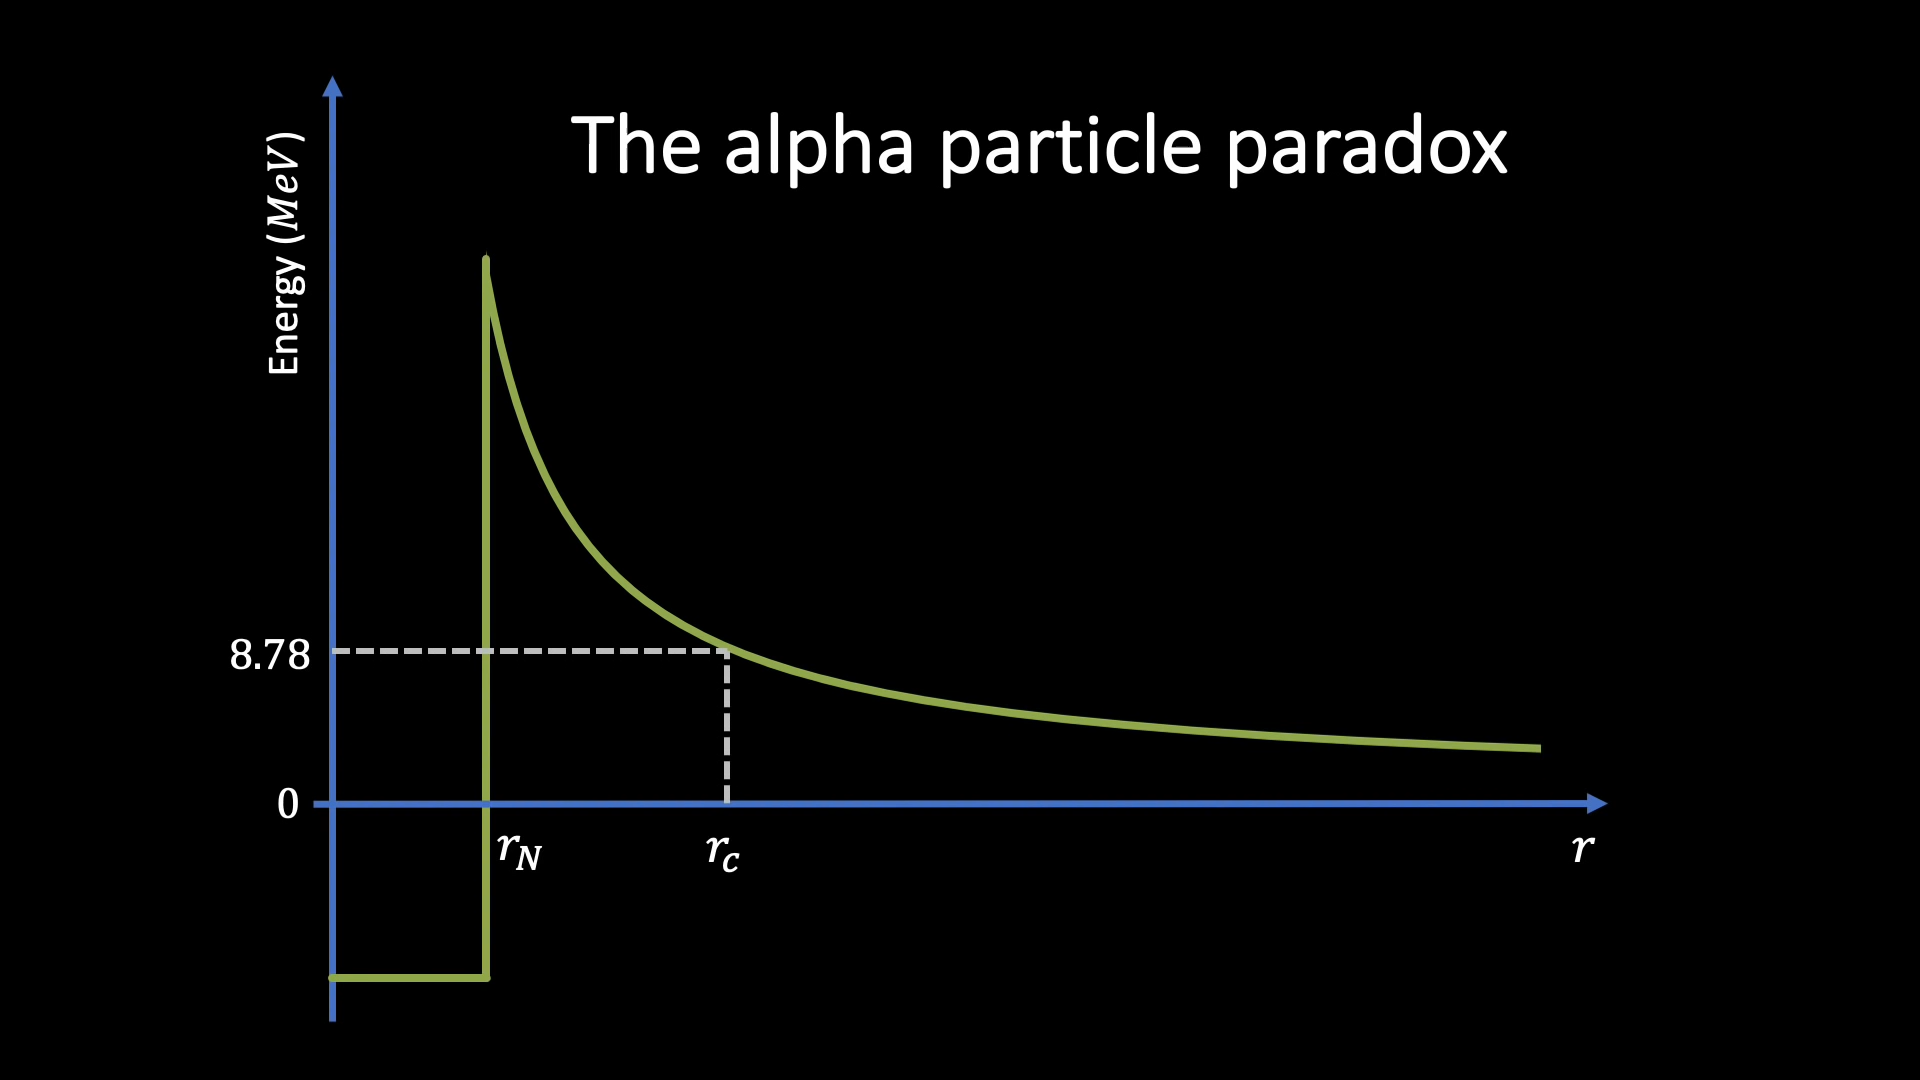 The alpha particle paradox
Energy (MeV)
8.78
0
r_N
r_c
r